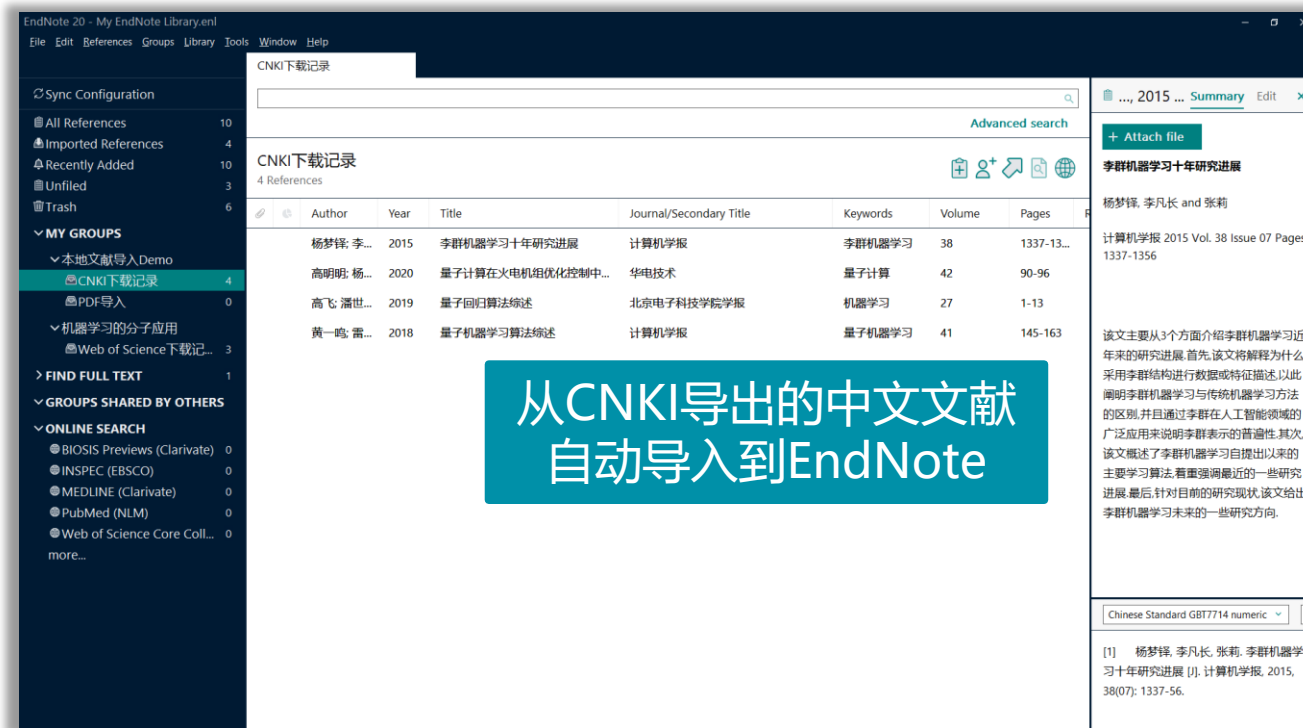 EndNote 20 - My EndNote Library.enl
File Edit References Groups Library Tools Window Help
CNKI下载记录
Sync Configuration
All References 10
Imported References 4
Recently Added 10
Unfiled 3
Trash 6
MY GROUPS
本地文献导入Demo
CNKI下载记录 4
PDF导入 0
机器学习的分子应用
Web of Science下载记... 3
FIND FULL TEXT 1
GROUPS SHARED BY OTHERS
ONLINE SEARCH
BIOSIS Previews (Clarivate) 0
INSPEC (EBSCO) 0
MEDLINE (Clarivate) 0
PubMed (NLM) 0
Web of Science Core Coll... 0
more...
Advanced search
CNKI下载记录
4 References
Author Year Title Journal/Secondary Title Keywords Volume Pages R
杨梦铎; 李... 2015 李群机器学习十年研究进展 计算机学报 李群机器学习 38 1337-13...
高明明; 杨... 2020 量子计算在火电机组优化控制中... 华电技术 量子计算 42 90-96
高飞; 潘世... 2019 量子回归算法综述 北京电子科技学院学报 机器学习 27 1-13
黄一鸣; 雷... 2018 量子机器学习算法综述 计算机学报 量子机器学习 41 145-163
从CNKI导出的中文文献
自动导入到EndNote
..., 2015 ... Summary Edit
+ Attach file
李群机器学习十年研究进展
杨梦铎, 李凡长 and 张莉
计算机学报 2015 Vol. 38 Issue 07 Pages
1337-1356
该文主要从3个方面介绍李群机器学习近
年来的研究进展.首先,该文将解释为什么
采用李群结构进行数据或特征描述,以此
阐明李群机器学习与传统机器学习方法
的区别,并且通过李群在人工智能领域的
广泛应用来说明李群表示的普遍性.其次,
该文概述了李群机器学习自提出以来的
主要学习算法,着重强调最近的一些研究
进展.最后,针对目前的研究现状,该文给出
李群机器学习未来的一些研究方向.
Chinese Standard GBT7714 numeric
[1] 杨梦铎, 李凡长, 张莉. 李群机器学
习十年研究进展 [J]. 计算机学报, 2015,
38(07): 1337-56.